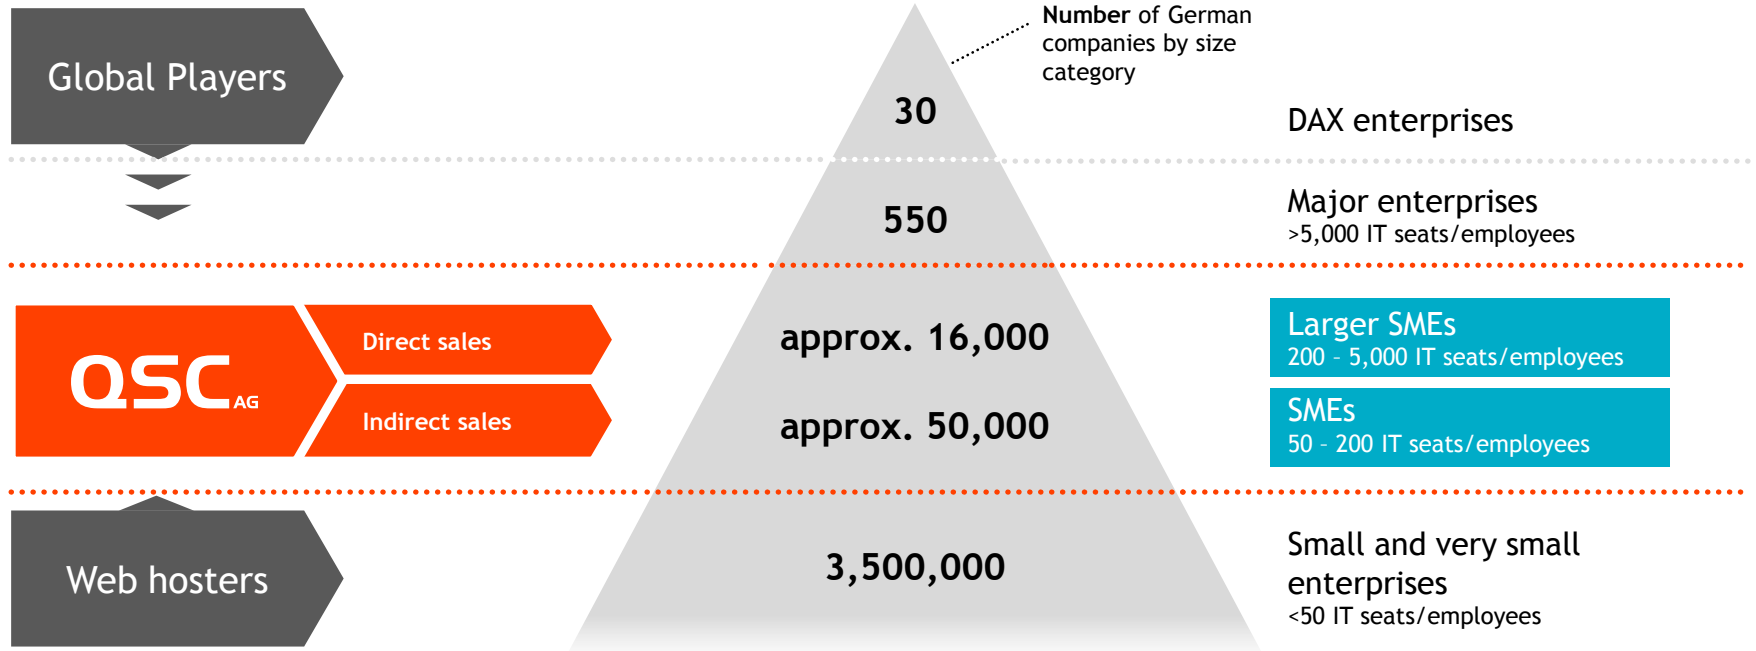 Global Players
Number of German
companies by size
category
30
DAX enterprises
550
Major enterprises
>5,000 IT seats/employees
QSC AG
Direct sales
approx. 16,000
Larger SMEs
200 – 5,000 IT seats/employees
Indirect sales
approx. 50,000
SMEs
50 – 200 IT seats/employees
Web hosters
3,500,000
Small and very small
enterprises
<50 IT seats/employees